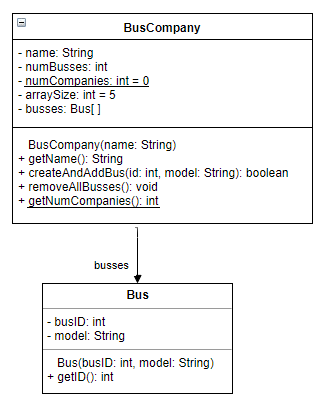 BusCompany
- name: String
- numBusses: int
- numCompanies: int = 0
- arraySize: int = 5
- busses: Bus[ ]
BusCompany(name: String)
+ getName(): String
+ createAndAddBus(id: int, model: String): boolean
+ removeAllBusses(): void
+ getNumCompanies(): int
busses
Bus
- busID: int
- model: String
Bus(busID: int, model: String)
+ getID(): int